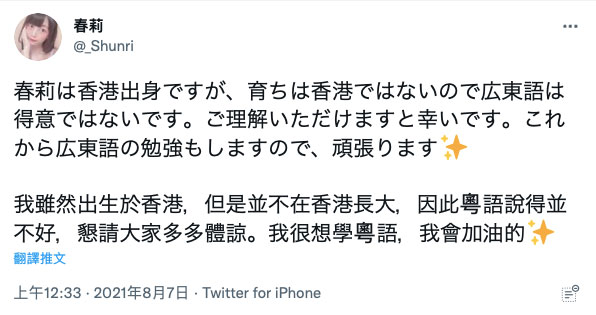 春莉
@_Shunri
春莉は香港出身ですが、育ちは香港ではないので広東語は
得意ではないです。ご理解いただけますと幸いです。これ
から広東語の勉強もしますので、頑張ります✨
我雖然出生於香港，但是並不在香港長大，因此粵語說得並
不好，懇請大家多多體諒。我很想學粵語，我會加油的✨
翻譯推文
上午12:33 · 2021年8月7日 · Twitter for iPhone